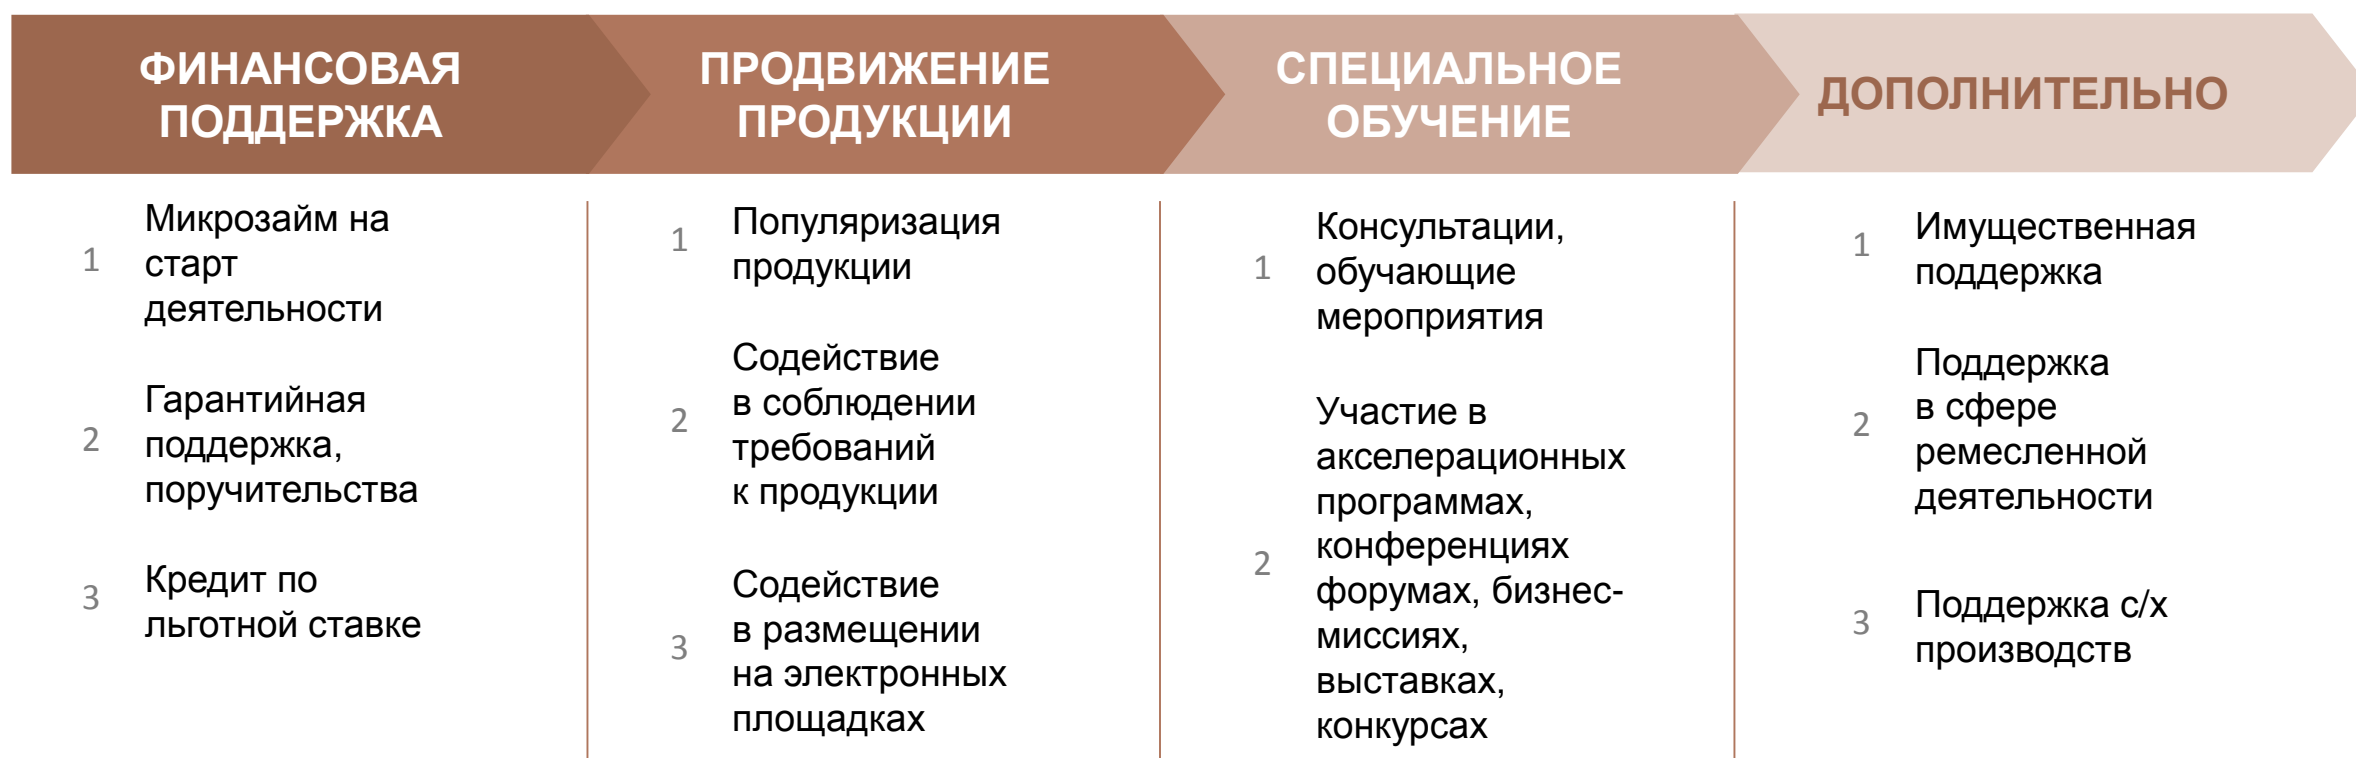 ФИНАНСОВАЯ
ПОДДЕРЖКА
1
Микрозайм на
старт
деятельности
2
Гарантийная
поддержка,
поручительства
3
Кредит по
льготной ставке
ПРОДВИЖЕНИЕ
ПРОДУКЦИИ
1
Популяризация
продукции
2
Содействие
в соблюдении
требований
к продукции
3
Содействие
в размещении
на электронных
площадках
СПЕЦИАЛЬНОЕ
ОБУЧЕНИЕ
1
Консультации,
обучающие
мероприятия
2
Участие в
акселерационных
программах,
конференциях
форумах, бизнес-
миссиях,
выставках,
конкурсах
ДОПОЛНИТЕЛЬНО
1
Имущественная
поддержка
2
Поддержка
в сфере
ремесленной
деятельности
3
Поддержка с/х
производств